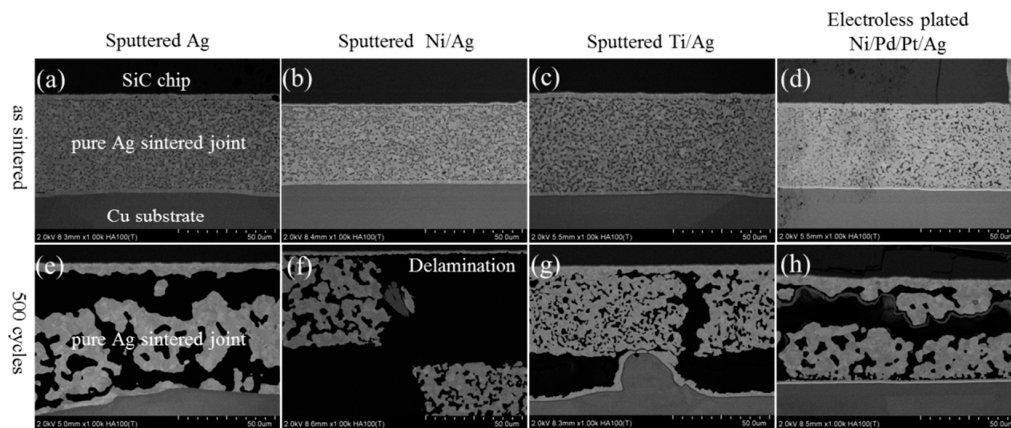 Sputtered Ag
Sputtered Ni/Ag
Sputtered Ti/Ag
Electroless plated
Ni/Pd/Pt/Ag
as sintered
(a)
SiC chip
pure Ag sintered joint
Cu substrate
2.0kV 8.3mm x1.00k HA100(T)
50.0um
(b)
2.0kV 8.4mm x1.00k HA100(T)
50.0um
(c)
2.0kV 5.5mm x1.00k HA100(T)
50.0um
(d)
2.0kV 5.5mm x1.00k HA100(T)
50.0um
500 cycles
(e)
pure Ag sintered joint
2.0kV 5.0mm x1.00k HA100(T)
50.0um
(f)
Delamination
2.0kV 8.6mm x1.00k HA100(T)
50.0um
(g)
2.0kV 8.3mm x1.00k HA100(T)
50.0um
(h)
2.0kV 8.5mm x1.00k HA100(T)
50.0um